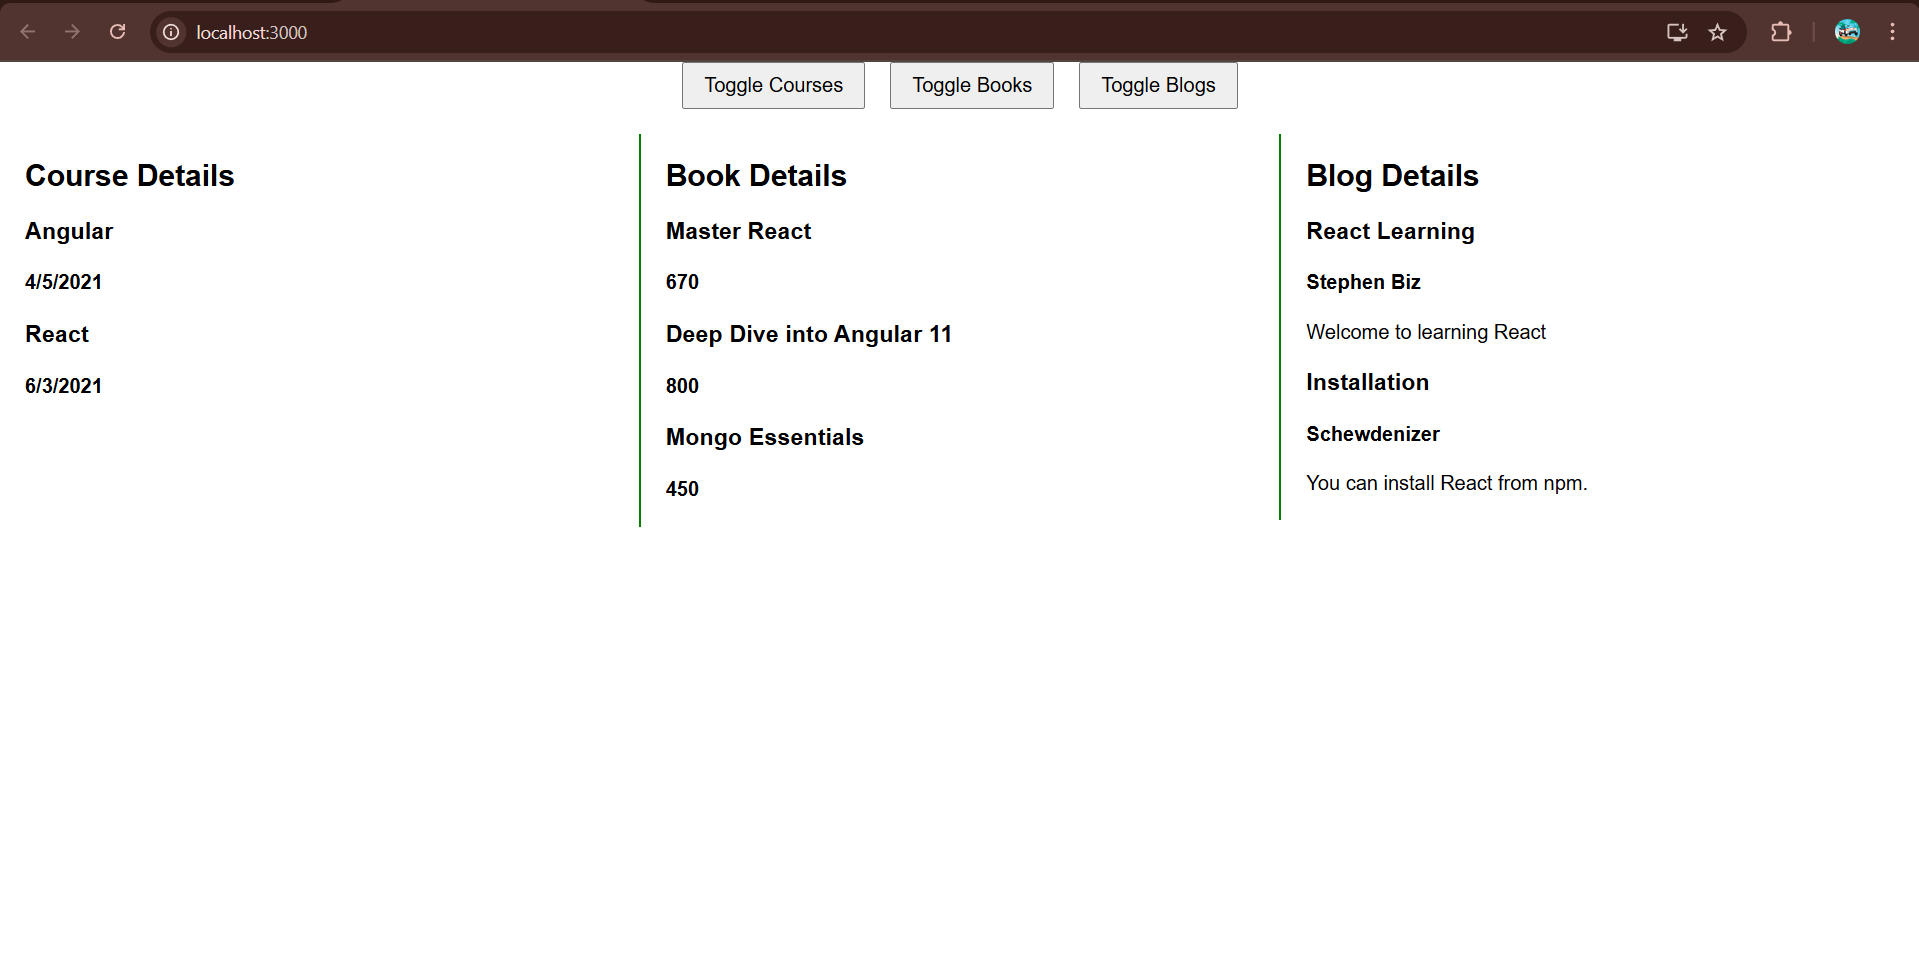 localhost:3000
Toggle Courses Toggle Books Toggle Blogs
Course Details
Angular
4/5/2021
React
6/3/2021
Book Details
Master React
670
Deep Dive into Angular 11
800
Mongo Essentials
450
Blog Details
React Learning
Stephen Biz
Welcome to learning React
Installation
Schewdenizer
You can install React from npm.